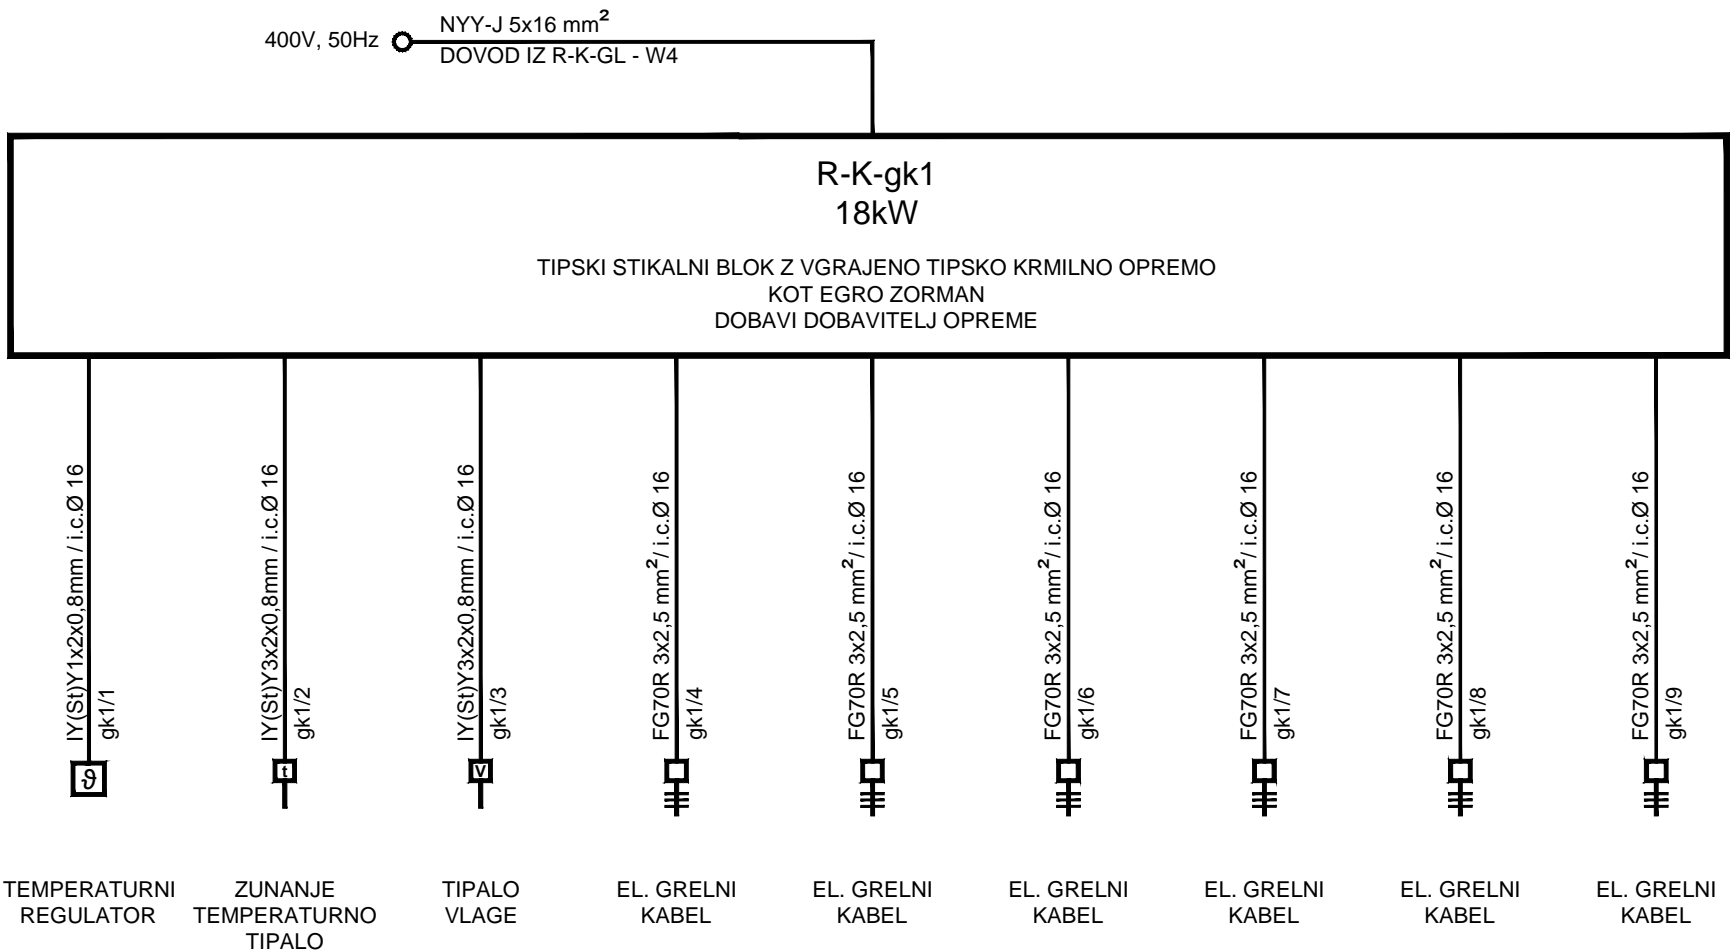 NYY-J 5x16 mm²
400V, 50Hz
DOVOD IZ R-K-GL - W4
R-K-gk1
18kW
TIPSKI STIKALNI BLOK Z VGRAJENO TIPSKO KRMILNO OPREMO
KOT EGRO ZORMAN
DOBAVI DOBAVITELJ OPREME
IY(St)Y1x2x0,8mm / i.c.Ø 16
gk1/1
IY(St)Y3x2x0,8mm / i.c.Ø 16
gk1/2
IY(St)Y3x2x0,8mm / i.c.Ø 16
gk1/3
FG70R 3x2,5 mm²/ i.c.Ø 16
gk1/4
FG70R 3x2,5 mm²/ i.c.Ø 16
gk1/5
FG70R 3x2,5 mm²/ i.c.Ø 16
gk1/6
FG70R 3x2,5 mm²/ i.c.Ø 16
gk1/7
FG70R 3x2,5 mm²/ i.c.Ø 16
gk1/8
FG70R 3x2,5 mm²/ i.c.Ø 16
gk1/9
ϑ
t
V
TEMPERATURNI
REGULATOR
ZUNANJE
TEMPERATURNO
TIPALO
TIPALO
VLAGE
EL. GRELNI
KABEL
EL. GRELNI
KABEL
EL. GRELNI
KABEL
EL. GRELNI
KABEL
EL. GRELNI
KABEL
EL. GRELNI
KABEL